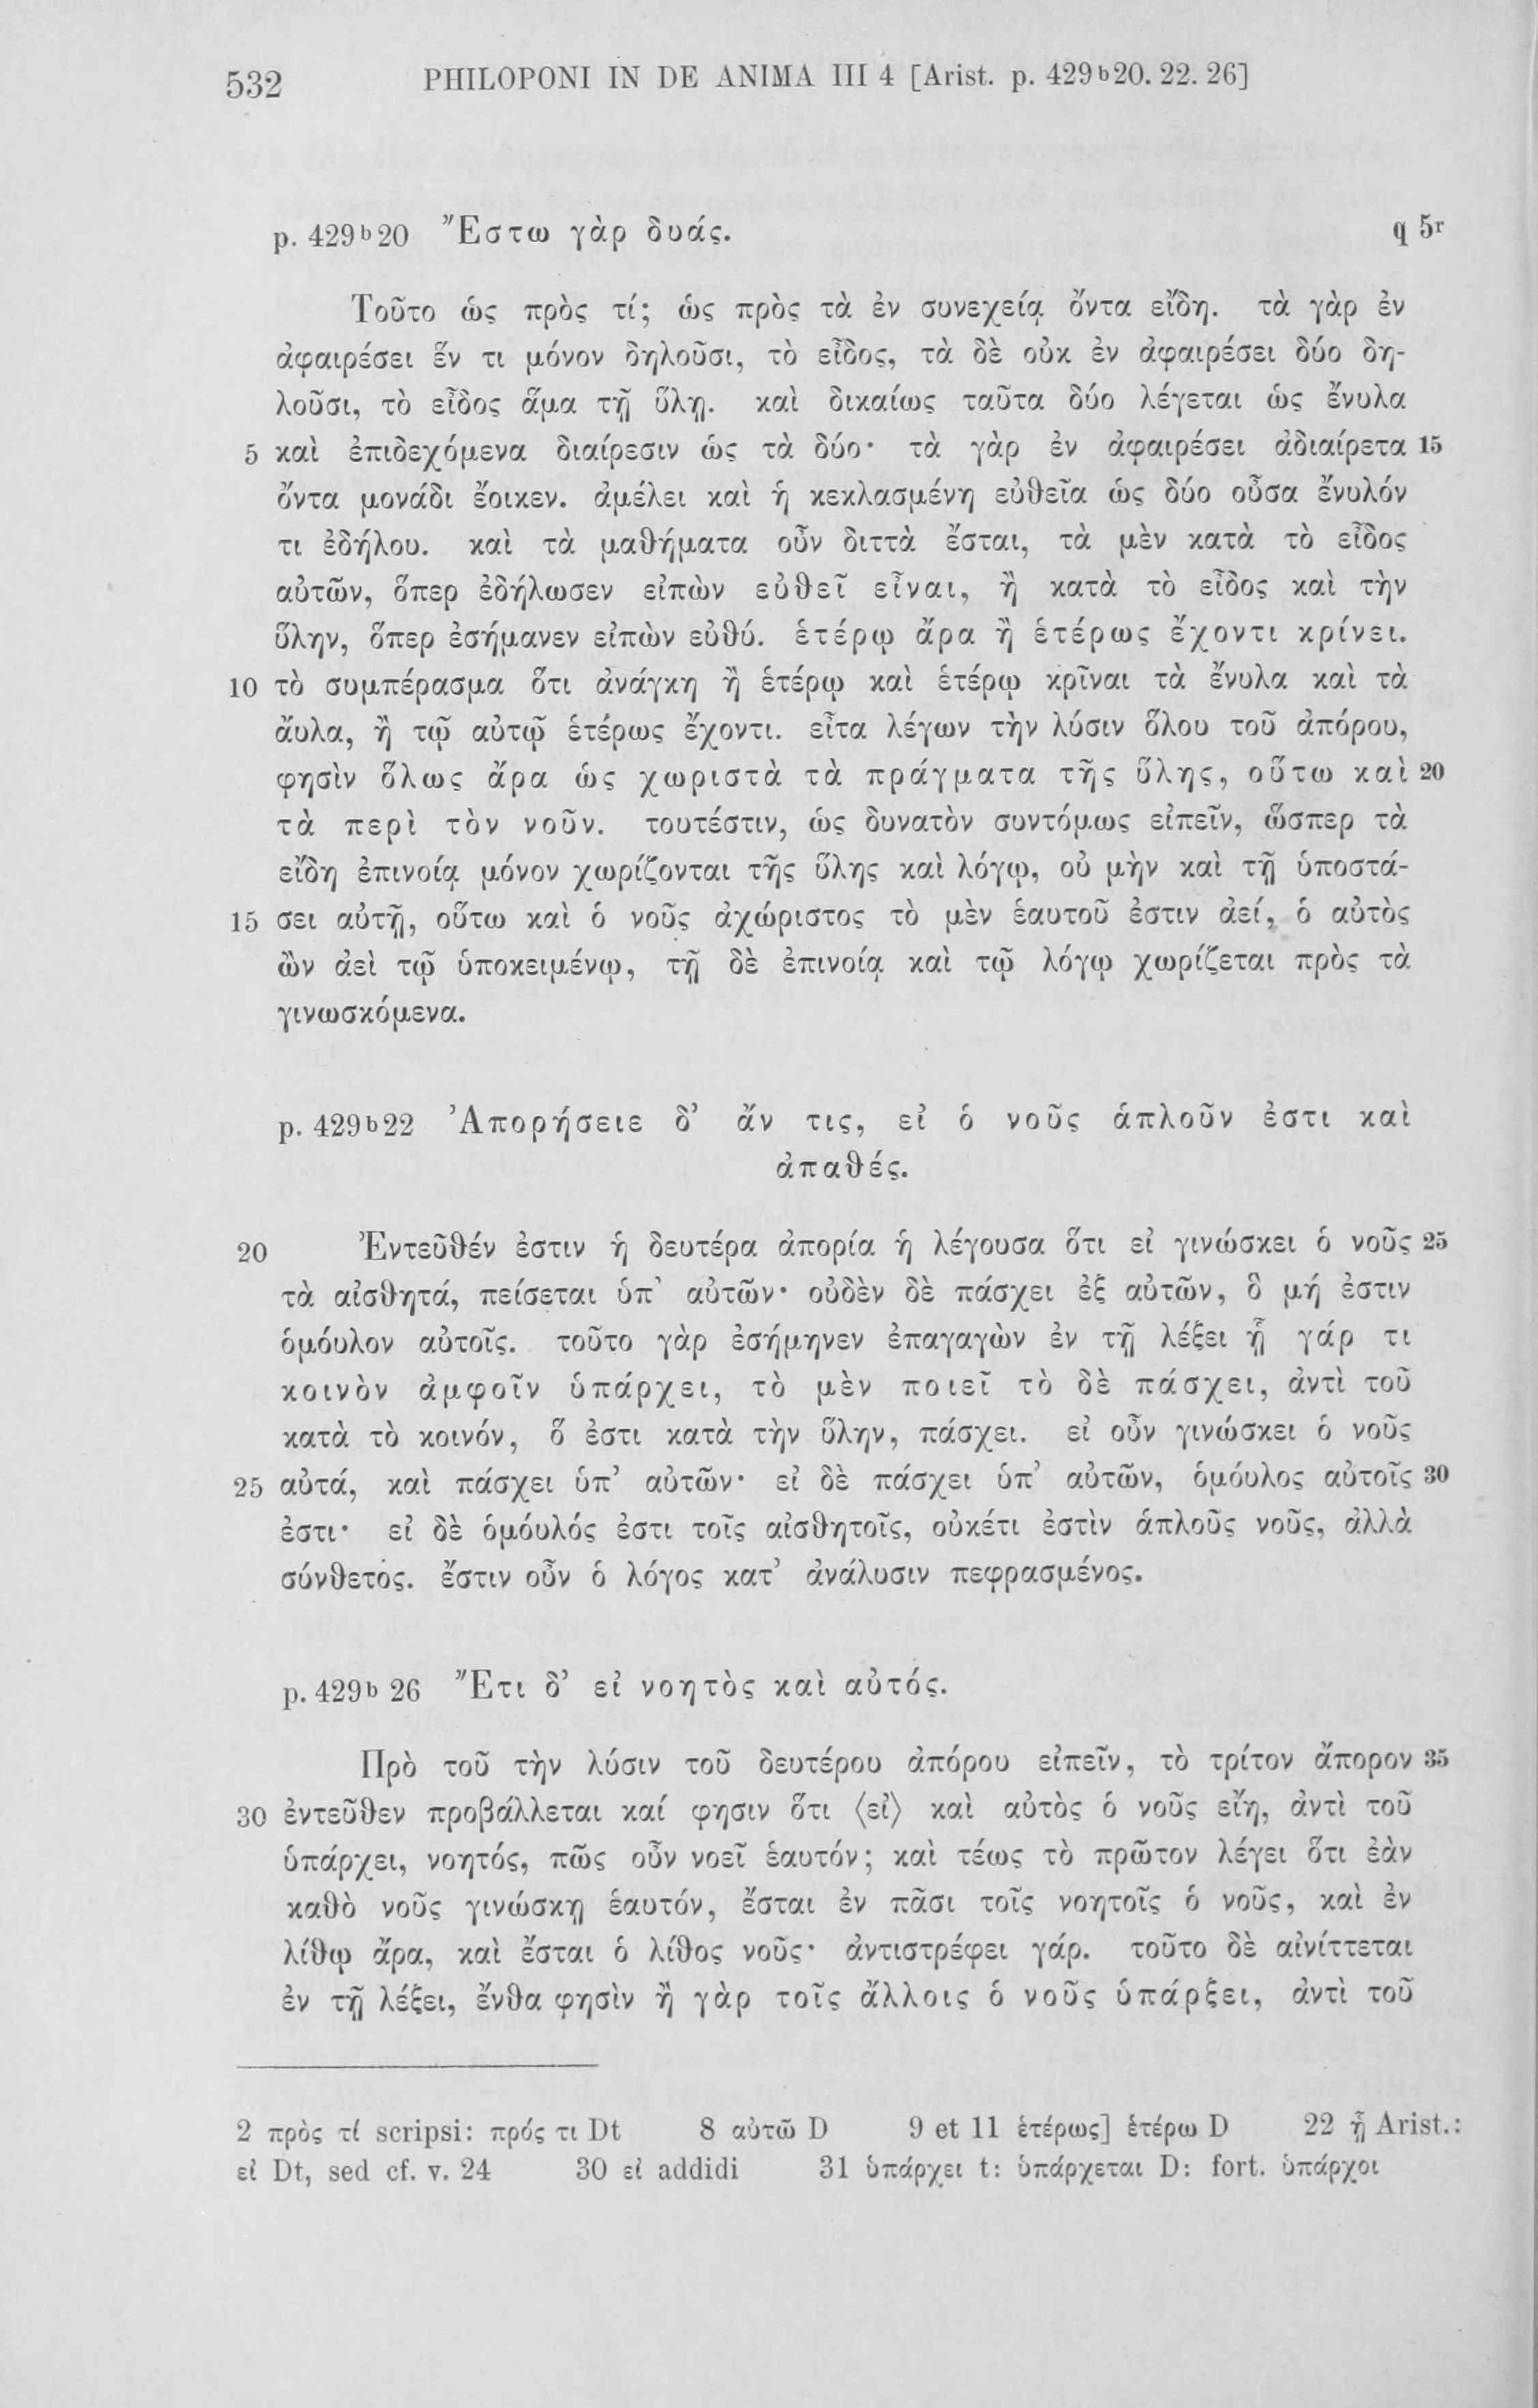 532 PHILOPONI IN DE ANIMA III 4 [Arist. p. 429b20. 22. 26]
p. 429b20 Ἔστω γὰρ δυάς. q 5r
Τοῦτο ὡς πρὸς τί; ὡς πρὸς τὰ ἐν συνεχείᾳ ὄντα εἴδη. τὰ γὰρ ἐν
ἀφαιρέσει ἕν τι μόνον δηλοῦσι, τὸ εἶδος, τὰ δὲ οὐκ ἐν ἀφαιρέσει δύο δη-
λοῦσι, τὸ εἶδος ἅμα τῇ ὕλῃ. καὶ δικαίως ταῦτα δύο λέγεται ὡς ἔνυλα
5 καὶ ἐπιδεχόμενα διαίρεσιν ὡς τὰ δύο· τὰ γὰρ ἐν ἀφαιρέσει ἀδιαίρετα 15
ὄντα μονάδι ἔοικεν. ἀμέλει καὶ ἡ κεκλασμένη εὐθεῖα ὡς δύο οὖσα ἔνυλόν
τι ἐδήλου. καὶ τὰ μαθήματα οὖν διττὰ ἔσται, τὰ μὲν κατὰ τὸ εἶδος
αὐτῶν, ὅπερ ἐδήλωσεν εἰπὼν εὐθεῖ εἶναι, ἢ κατὰ τὸ εἶδος καὶ τὴν
ὕλην, ὅπερ ἐσήμανεν εἰπὼν εὐθύ. ἑτέρῳ ἄρα ἢ ἑτέρως ἔχοντι κρίνει.
10 τὸ συμπέρασμα ὅτι ἀνάγκη ἢ ἑτέρῳ καὶ ἑτέρῳ κρῖναι τὰ ἔνυλα καὶ τὰ
ἄυλα, ἢ τῷ αὐτῷ ἑτέρως ἔχοντι. εἶτα λέγων τὴν λύσιν ὅλου τοῦ ἀπόρου,
φησὶν ὅλως ἄρα ὡς χωριστὰ τὰ πράγματα τῆς ὕλης, οὕτω καὶ 20
τὰ περὶ τὸν νοῦν. τουτέστιν, ὡς δυνατὸν συντόμως εἰπεῖν, ὥσπερ τὰ
εἴδη ἐπινοίᾳ μόνον χωρίζονται τῆς ὕλης καὶ λόγῳ, οὐ μὴν καὶ τῇ ὑποστά-
15 σει αὐτῇ, οὕτω καὶ ὁ νοῦς ἀχώριστος τὸ μὲν ἑαυτοῦ ἐστιν ἀεί, ὁ αὐτὸς
ὢν ἀεὶ τῷ ὑποκειμένῳ, τῇ δὲ ἐπινοίᾳ καὶ τῷ λόγῳ χωρίζεται πρὸς τὰ
γινωσκόμενα.
p. 429b22 Ἀπορήσειε δ’ ἄν τις, εἰ ὁ νοῦς ἁπλοῦν ἐστι καὶ
ἀπαθές.
20 Ἐντεῦθέν ἐστιν ἡ δευτέρα ἀπορία ἡ λέγουσα ὅτι εἰ γινώσκει ὁ νοῦς 25
τὰ αἰσθητά, πείσεται ὑπ’ αὐτῶν· οὐδὲν δὲ πάσχει ἐξ αὐτῶν, ὃ μή ἐστιν
ὁμόυλον αὐτοῖς. τοῦτο γὰρ ἐσήμηνεν ἐπαγαγὼν ἐν τῇ λέξει ᾗ γάρ τι
κοινὸν ἀμφοῖν ὑπάρχει, τὸ μὲν ποιεῖ τὸ δὲ πάσχει, ἀντὶ τοῦ
κατὰ τὸ κοινόν, ὅ ἐστι κατὰ τὴν ὕλην, πάσχει. εἰ οὖν γινώσκει ὁ νοῦς
25 αὐτά, καὶ πάσχει ὑπ’ αὐτῶν· εἰ δὲ πάσχει ὑπ’ αὐτῶν, ὁμόυλος αὐτοῖς 30
ἐστι· εἰ δὲ ὁμόυλός ἐστι τοῖς αἰσθητοῖς, οὐκέτι ἐστὶν ἁπλοῦς νοῦς, ἀλλὰ
σύνθετος. ἔστιν οὖν ὁ λόγος κατ’ ἀνάλυσιν πεφρασμένος.
p. 429b 26 Ἔτι δ’ εἰ νοητὸς καὶ αὐτός.
Πρὸ τοῦ τὴν λύσιν τοῦ δευτέρου ἀπόρου εἰπεῖν, τὸ τρίτον ἄπορον 35
30 ἐντεῦθεν προβάλλεται καί φησιν ὅτι ⟨εἰ⟩ καὶ αὐτὸς ὁ νοῦς εἴη, ἀντὶ τοῦ
ὑπάρχει, νοητός, πῶς οὖν νοεῖ ἑαυτόν; καὶ τέως τὸ πρῶτον λέγει ὅτι ἐὰν
καθὸ νοῦς γινώσκῃ ἑαυτόν, ἔσται ἐν πᾶσι τοῖς νοητοῖς ὁ νοῦς, καὶ ἐν
λίθῳ ἄρα, καὶ ἔσται ὁ λίθος νοῦς· ἀντιστρέφει γάρ. τοῦτο δὲ αἰνίττεται
ἐν τῇ λέξει, ἔνθα φησὶν ἢ γὰρ τοῖς ἄλλοις ὁ νοῦς ὑπάρξει, ἀντὶ τοῦ
2 πρὸς τί scripsi: πρός τι Dt 8 αὐτῶ D 9 et 11 ἑτέρως] ἑτέρω D 22 ᾗ Arist.:
εἰ Dt, sed cf. v. 24 30 εἰ addidi 31 ὑπάρχει t: ὑπάρχεται D: fort. ὑπάρχοι